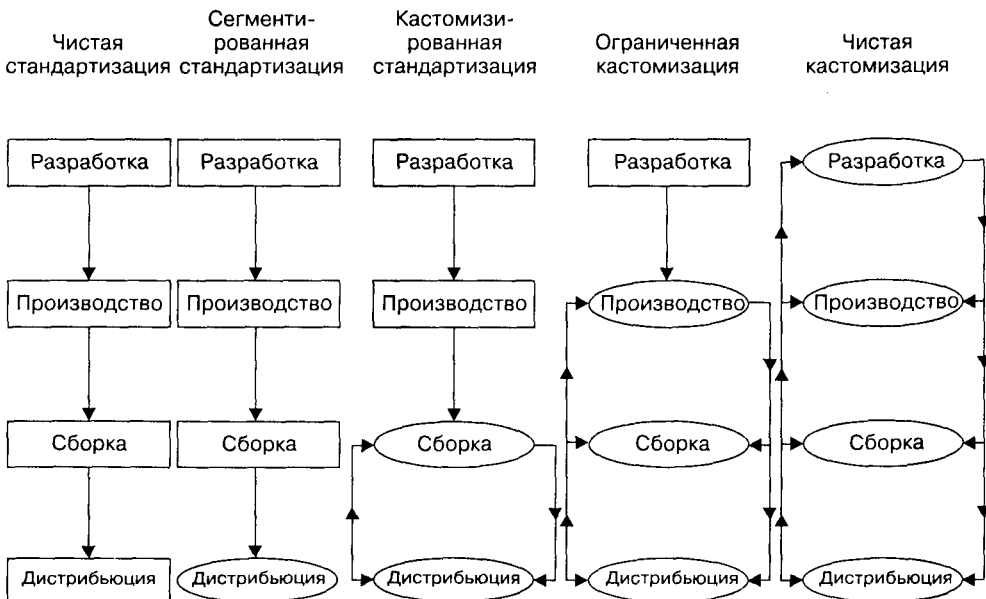 Чистая
стандартизация
Сегменти-
рованная
стандартизация
Кастомизи-
рованная
стандартизация
Ограниченная
кастомизация
Чистая
кастомизация
Разработка
Разработка
Разработка
Разработка
Разработка
Производство
Производство
Производство
Производство
Производство
Сборка
Сборка
Сборка
Сборка
Сборка
Дистрибьюция
Дистрибьюция
Дистрибьюция
Дистрибьюция
Дистрибьюция